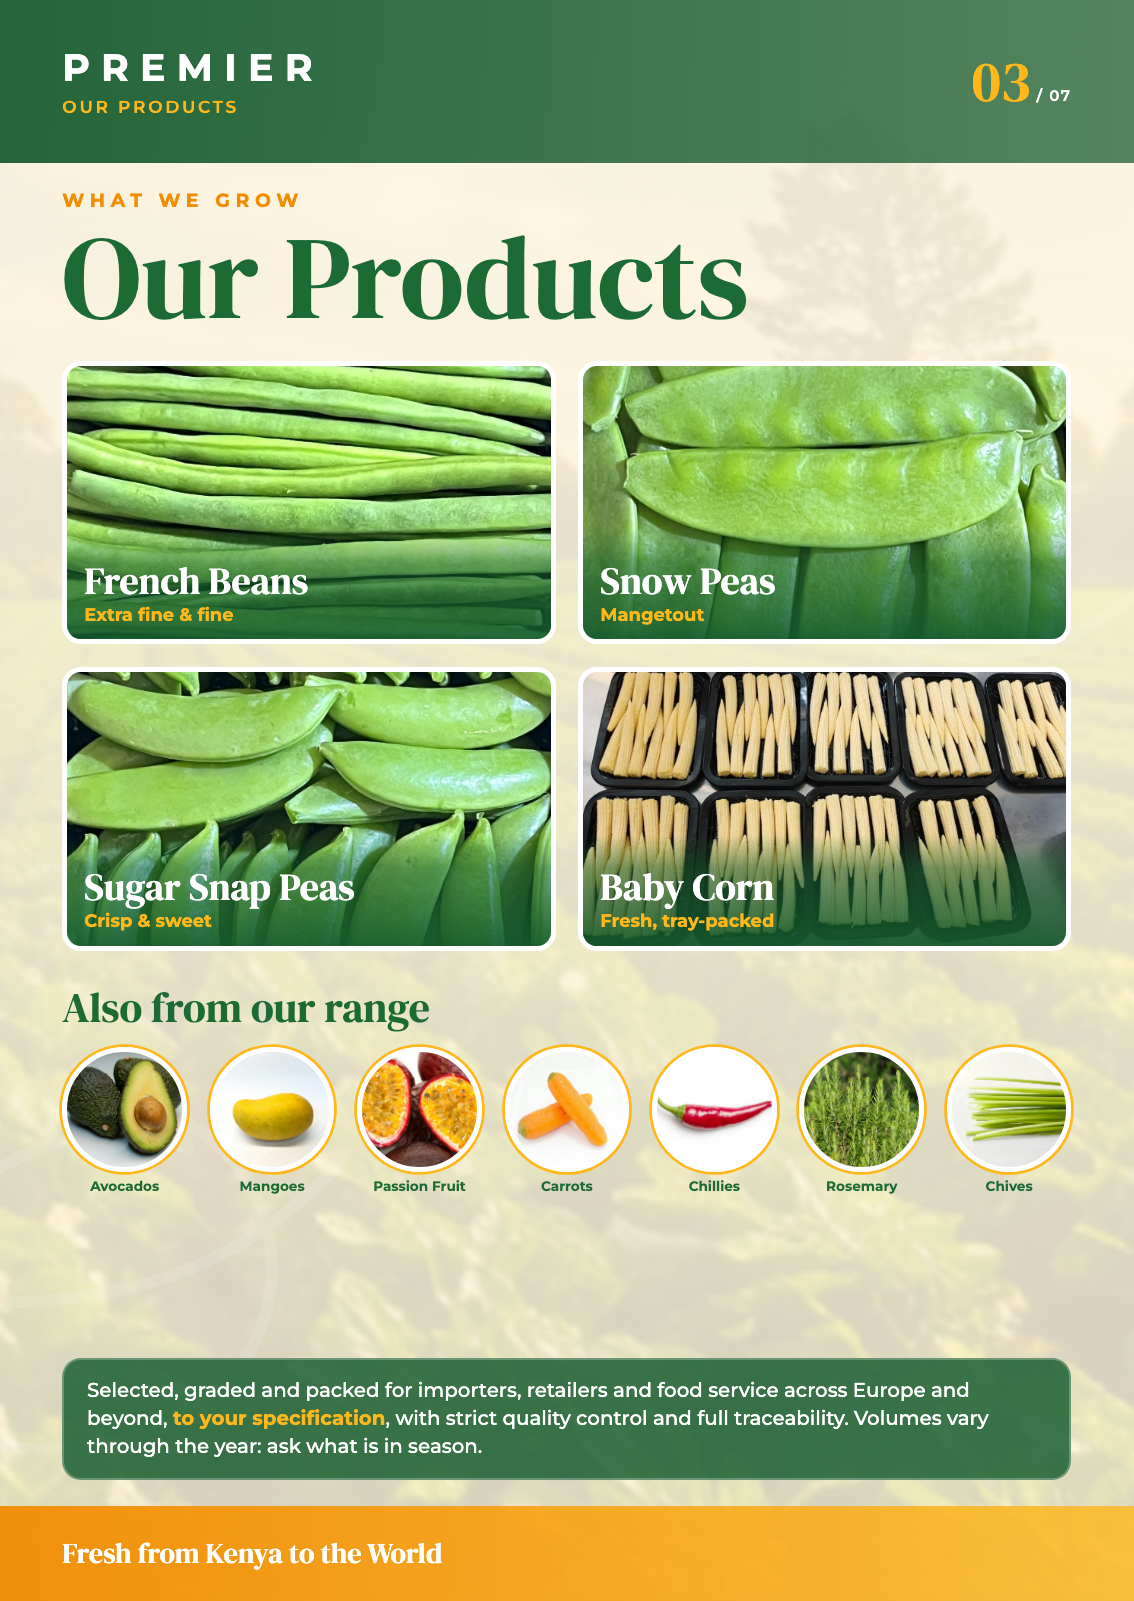 PREMIER
OUR PRODUCTS
03 / 07
WHAT WE GROW
Our Products
French Beans
Extra fine & fine
Snow Peas
Mangetout
Sugar Snap Peas
Crisp & sweet
Baby Corn
Fresh, tray-packed
Also from our range
Avocados
Mangoes
Passion Fruit
Carrots
Chillies
Rosemary
Chives
Selected, graded and packed for importers, retailers and food service across Europe and
beyond, to your specification, with strict quality control and full traceability. Volumes vary
through the year: ask what is in season.
Fresh from Kenya to the World